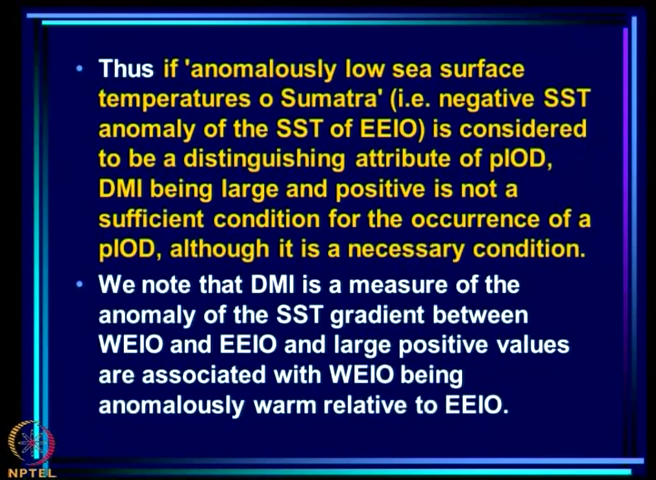 • Thus if 'anomalously low sea surface
temperatures o Sumatra' (i.e. negative SST
anomaly of the SST of EEIO) is considered
to be a distinguishing attribute of pIOD,
DMI being large and positive is not a
sufficient condition for the occurrence of a
pIOD, although it is a necessary condition.
• We note that DMI is a measure of the
anomaly of the SST gradient between
WEIO and EEIO and large positive values
are associated with WEIO being
anomalously warm relative to EEIO.
NPTEL